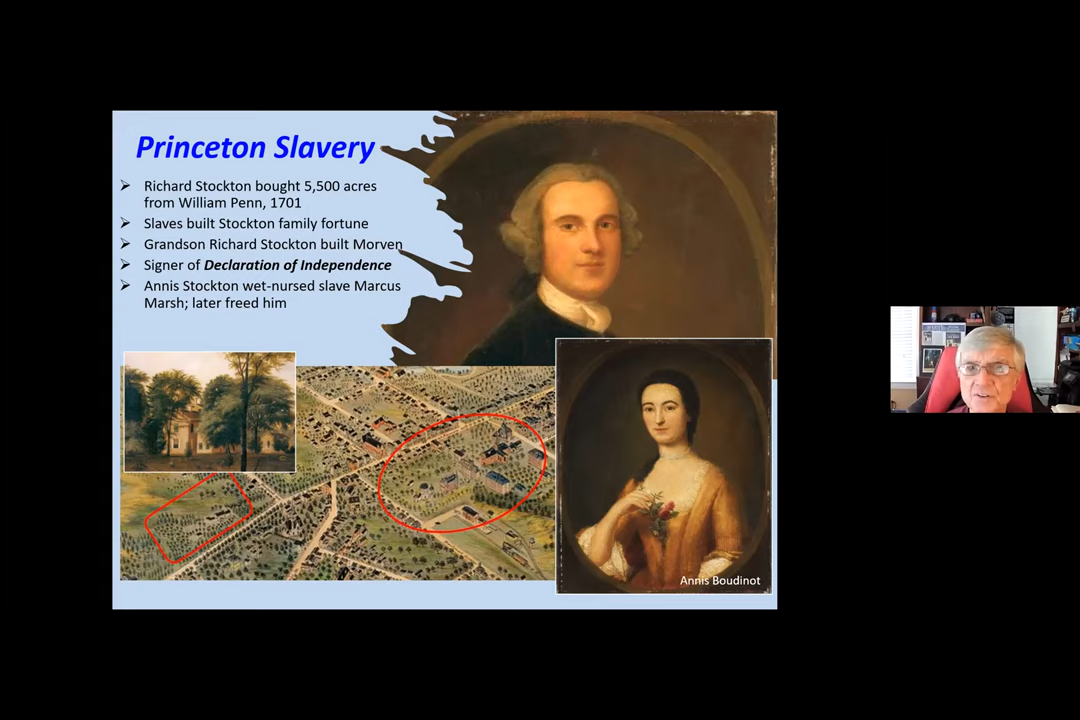 Princeton Slavery
➢ Richard Stockton bought 5,500 acres
from William Penn, 1701
➢ Slaves built Stockton family fortune
➢ Grandson Richard Stockton built Morven
➢ Signer of Declaration of Independence
➢ Annis Stockton wet-nursed slave Marcus
Marsh; later freed him
Annis Boudinot